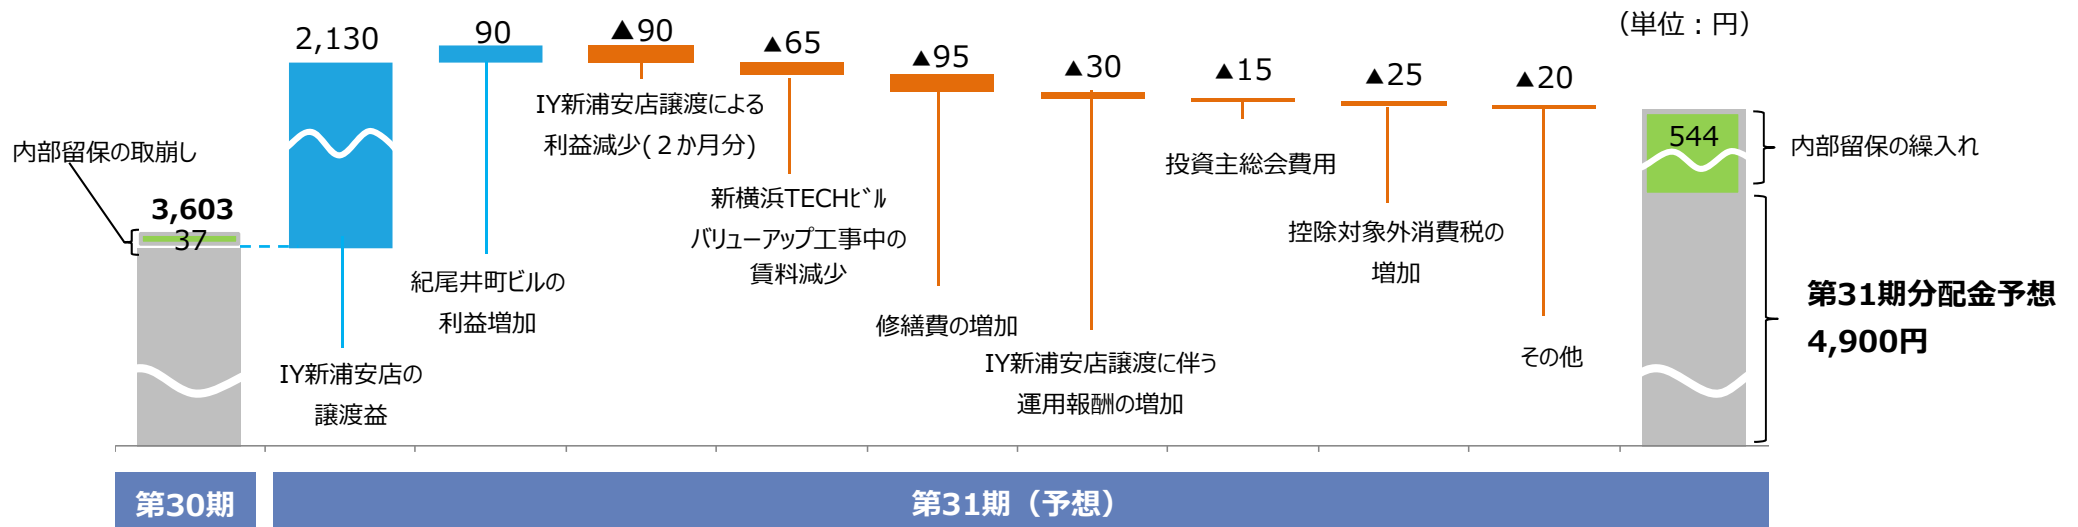 (単位：円)
内部留保の取崩し
3,603
37
2,130
IY新浦安店の
譲渡益
90
紀尾井町ビルの
利益増加
▲90
IY新浦安店譲渡による
利益減少(２か月分)
▲65
新横浜TECHﾋﾞﾙ
バリューアップ工事中の
賃料減少
▲95
修繕費の増加
▲30
IY新浦安店譲渡に伴う
運用報酬の増加
▲15
投資主総会費用
▲25
控除対象外消費税の
増加
▲20
その他
544
内部留保の繰入れ
第31期分配金予想
4,900円
第30期
第31期（予想）